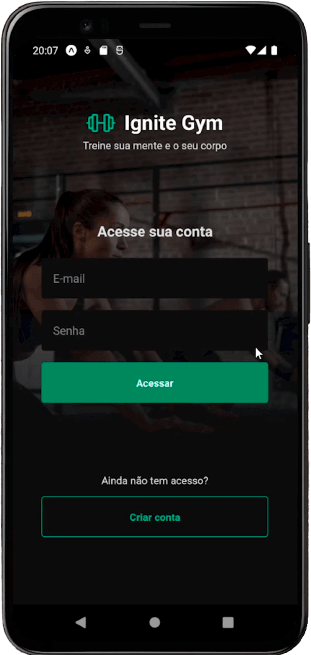 20:07
Ignite Gym
Treine sua mente e o seu corpo
Acesse sua conta
E-mail
Senha
Acessar
Ainda não tem acesso?
Criar conta